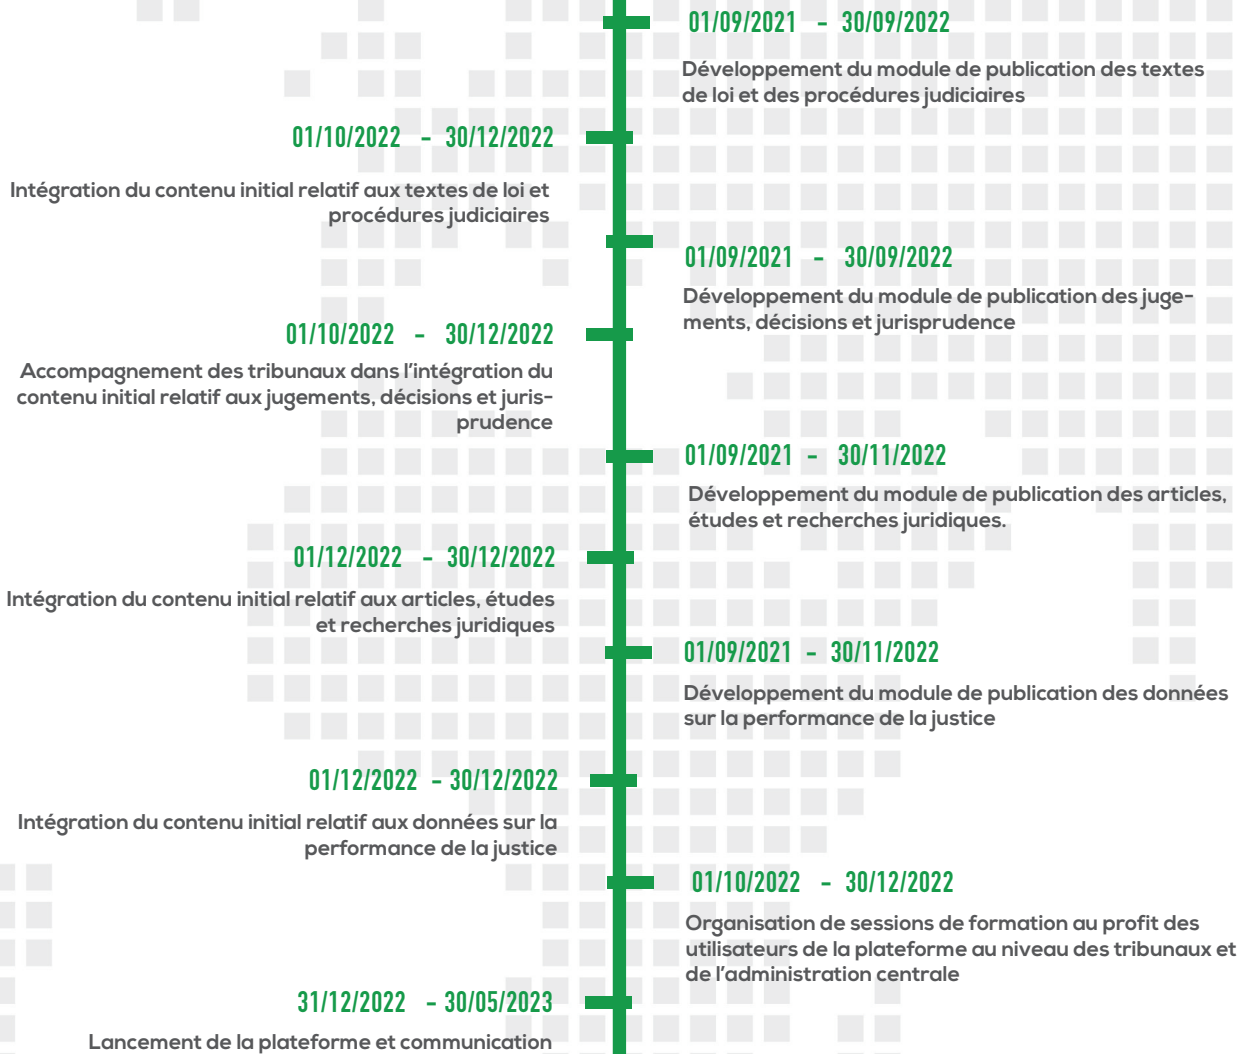 01/09/2021 - 30/09/2022
Développement du module de publication des textes
de loi et des procédures judiciaires
01/10/2022 - 30/12/2022
Intégration du contenu initial relatif aux textes de loi et
procédures judiciaires
01/09/2021 - 30/09/2022
Développement du module de publication des juge-
ments, décisions et jurisprudence
01/10/2022 - 30/12/2022
Accompagnement des tribunaux dans l'intégration du
contenu initial relatif aux jugements, décisions et juris-
prudence
01/09/2021 - 30/11/2022
Développement du module de publication des articles,
études et recherches juridiques.
01/12/2022 - 30/12/2022
Intégration du contenu initial relatif aux articles, études
et recherches juridiques
01/09/2021 - 30/11/2022
Développement du module de publication des données
sur la performance de la justice
01/12/2022 - 30/12/2022
Intégration du contenu initial relatif aux données sur la
performance de la justice
01/10/2022 - 30/12/2022
Organisation de sessions de formation au profit des
utilisateurs de la plateforme au niveau des tribunaux et
de l'administration centrale
31/12/2022 - 30/05/2023
Lancement de la plateforme et communication